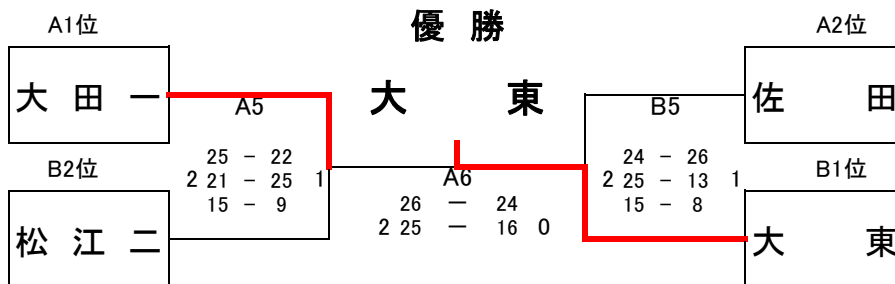 優 勝
A1位
A2位
大 田 一
A5
大 東
B5
佐 田
25 － 22
2 21 － 25 1
15 － 9
24 － 26
2 25 － 13 1
15 － 8
B2位
A6
B1位
26 － 24
2 25 － 16 0
松 江 二
大 東